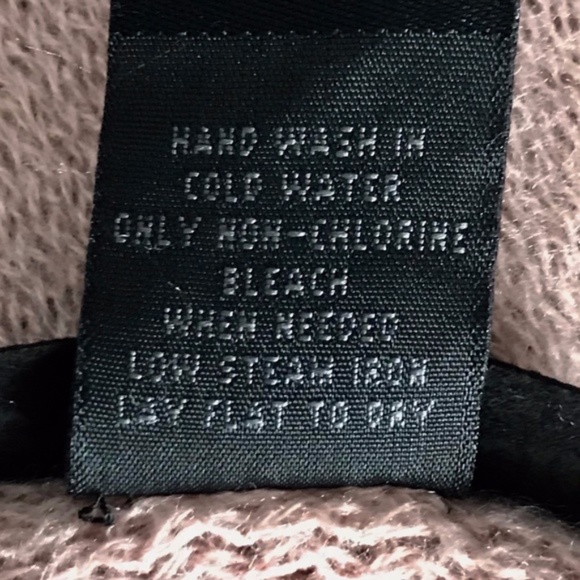 HAND WASH IN
COLD WATER
ONLY NON-CHLORINE
BLEACH
WHEN NEEDED
LOW STEAM IRON
LAY FLAT TO DRY